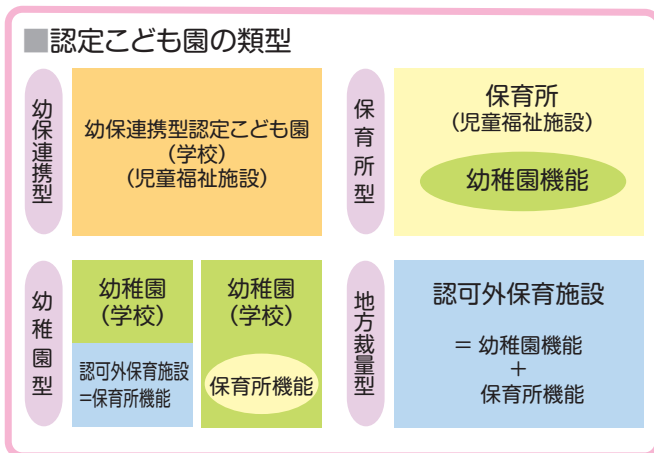 ■認定こども園の類型
幼保連携型
幼保連携型認定こども園
(学校)
(児童福祉施設)
保育所型
保育所
(児童福祉施設)
幼稚園機能
幼稚園型
幼稚園
(学校)
認可外保育施設
=保育所機能
幼稚園
(学校)
保育所機能
地方裁量型
認可外保育施設
= 幼稚園機能
+
保育所機能